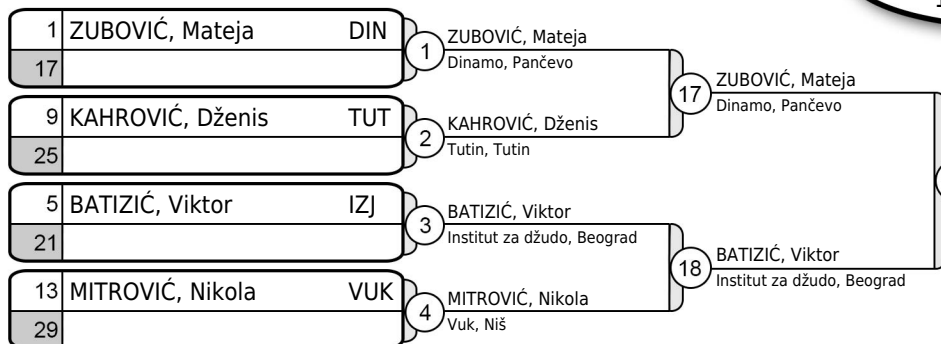 1 ZUBOVIĆ, Mateja DIN
17
9 KAHROVIĆ, Dženis TUT
25
5 BATIZIĆ, Viktor IZJ
21
13 MITROVIĆ, Nikola VUK
29
1
ZUBOVIĆ, Mateja
Dinamo, Pančevo
2
KAHROVIĆ, Dženis
Tutin, Tutin
3
BATIZIĆ, Viktor
Institut za džudo, Beograd
4
MITROVIĆ, Nikola
Vuk, Niš
17
ZUBOVIĆ, Mateja
Dinamo, Pančevo
18
BATIZIĆ, Viktor
Institut za džudo, Beograd